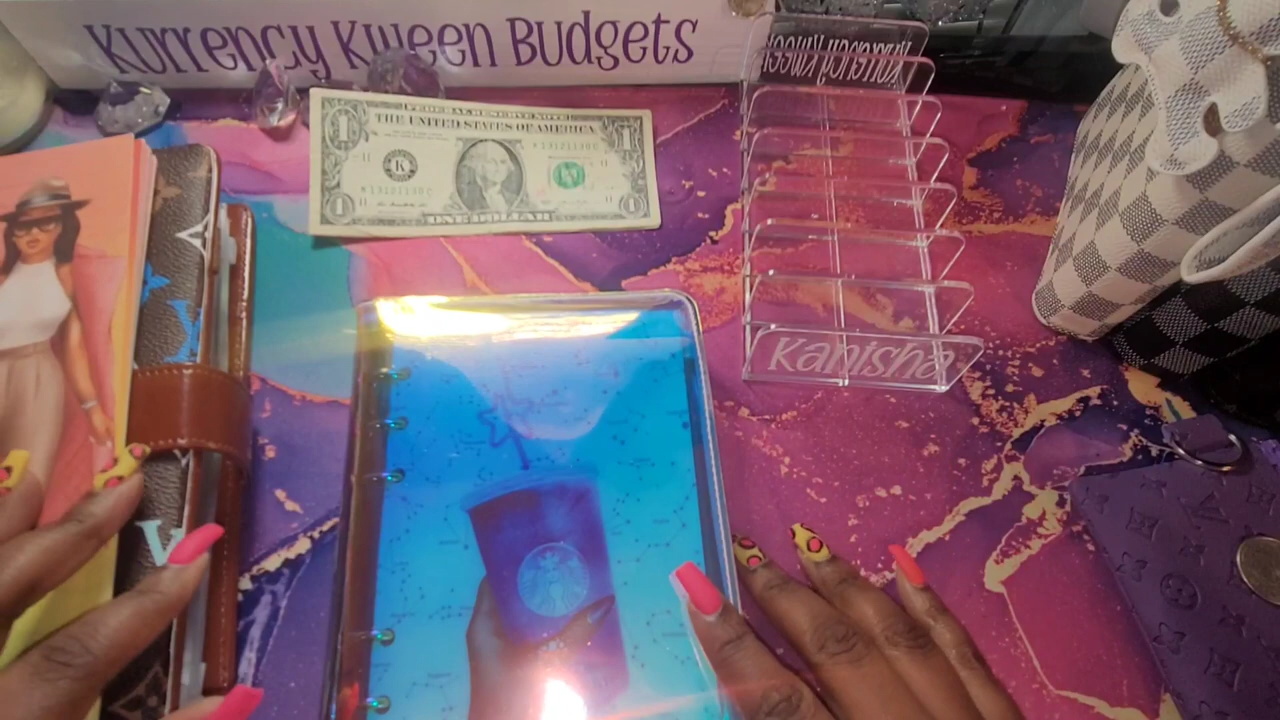 Kurrency Kween Budgets
Kurrency Kween
FEDERAL RESERVE NOTE
THE UNITED STATES OF AMERICA
1
1
K
1
1
ONE DOLLAR
Kanisha
V